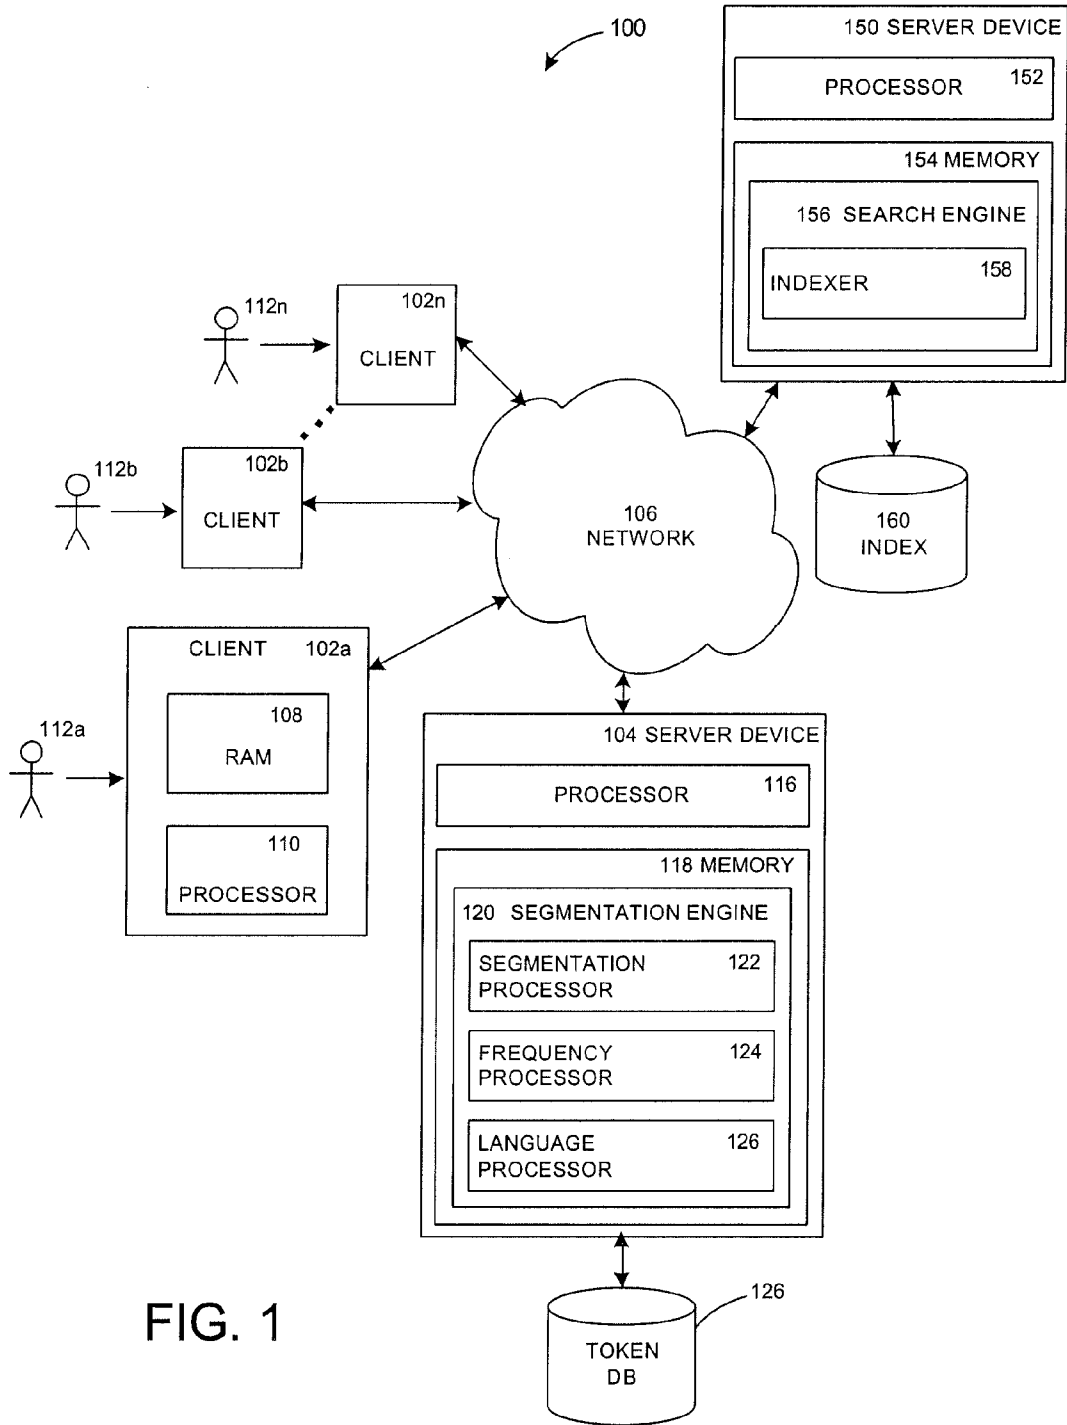 100
150 SERVER DEVICE
PROCESSOR 152
154 MEMORY
156 SEARCH ENGINE
INDEXER 158
112n
102n
CLIENT
112b
102b
CLIENT
106
NETWORK
160
INDEX
CLIENT 102a
108
RAM
110
PROCESSOR
112a
104 SERVER DEVICE
PROCESSOR 116
118 MEMORY
120 SEGMENTATION ENGINE
SEGMENTATION 122
PROCESSOR
FREQUENCY 124
PROCESSOR
LANGUAGE 126
PROCESSOR
126
TOKEN
DB
FIG. 1